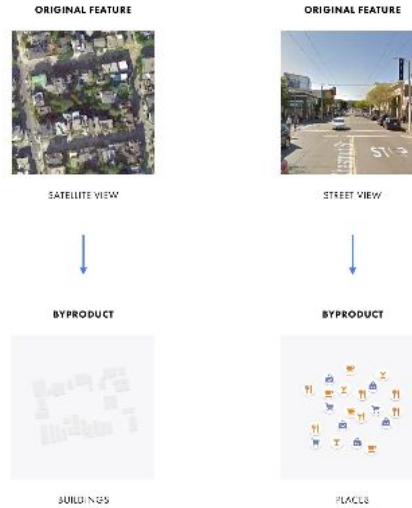 ORIGINAL FEATURE
ORIGINAL FEATURE
SATELLITE VIEW
STREET VIEW
BYPRODUCT
BYPRODUCT
BUILDINGS
PLACES